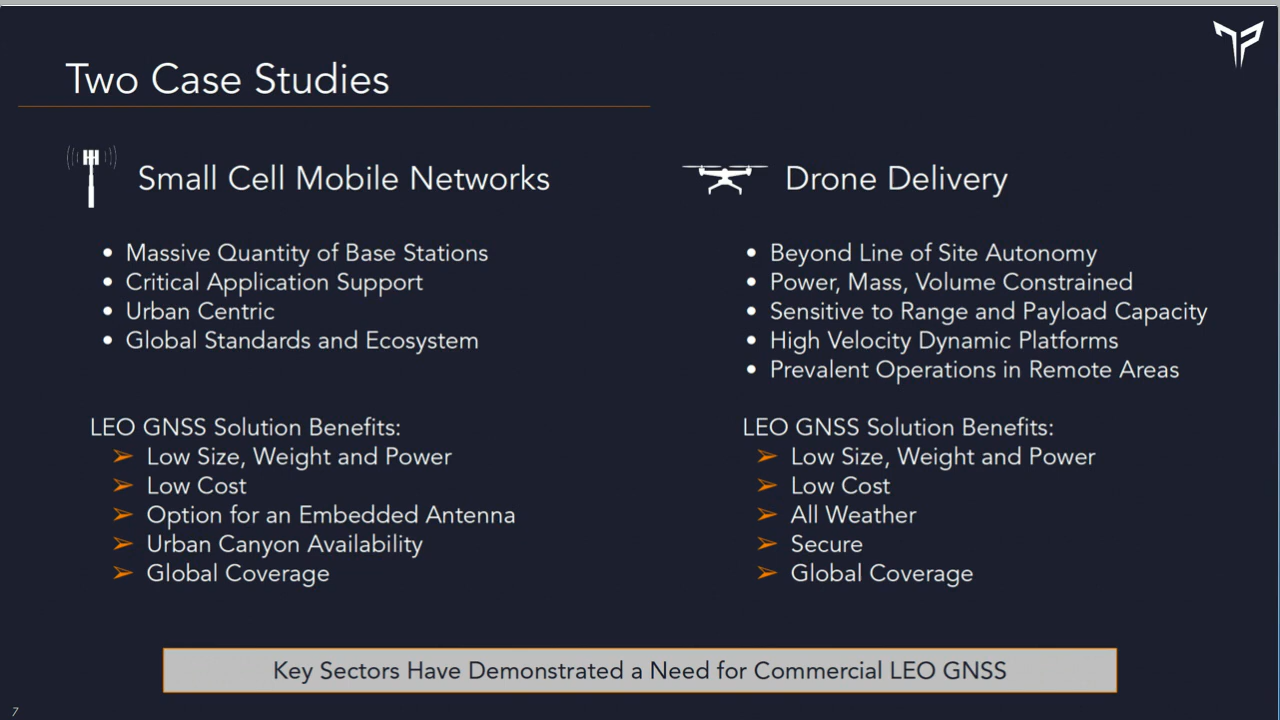 Two Case Studies
Small Cell Mobile Networks
• Massive Quantity of Base Stations
• Critical Application Support
• Urban Centric
• Global Standards and Ecosystem
LEO GNSS Solution Benefits:
➢ Low Size, Weight and Power
➢ Low Cost
➢ Option for an Embedded Antenna
➢ Urban Canyon Availability
➢ Global Coverage
Drone Delivery
• Beyond Line of Site Autonomy
• Power, Mass, Volume Constrained
• Sensitive to Range and Payload Capacity
• High Velocity Dynamic Platforms
• Prevalent Operations in Remote Areas
LEO GNSS Solution Benefits:
➢ Low Size, Weight and Power
➢ Low Cost
➢ All Weather
➢ Secure
➢ Global Coverage
Key Sectors Have Demonstrated a Need for Commercial LEO GNSS
7